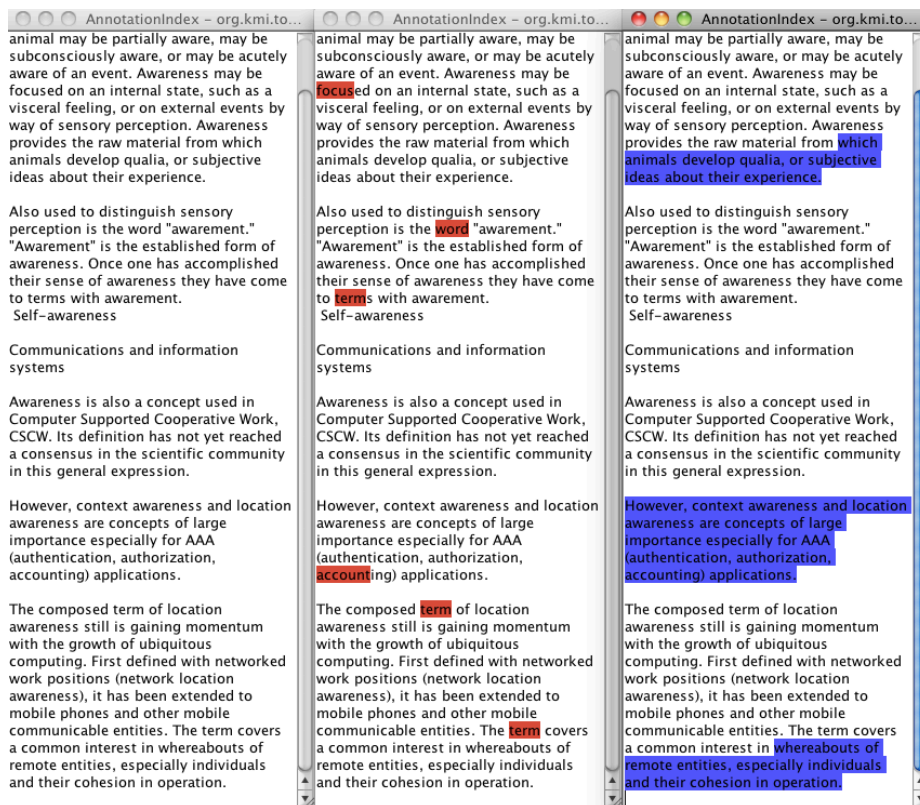 AnnotationIndex – org.kmi.to...
animal may be partially aware, may be
subconsciously aware, or may be acutely
aware of an event. Awareness may be
focused on an internal state, such as a
visceral feeling, or on external events by
way of sensory perception. Awareness
provides the raw material from which
animals develop qualia, or subjective
ideas about their experience.
Also used to distinguish sensory
perception is the word "awarement."
"Awarement" is the established form of
awareness. Once one has accomplished
their sense of awareness they have come
to terms with awarement.
Self-awareness
Communications and information
systems
Awareness is also a concept used in
Computer Supported Cooperative Work,
CSCW. Its definition has not yet reached
a consensus in the scientific community
in this general expression.
However, context awareness and location
awareness are concepts of large
importance especially for AAA
(authentication, authorization,
accounting) applications.
The composed term of location
awareness still is gaining momentum
with the growth of ubiquitous
computing. First defined with networked
work positions (network location
awareness), it has been extended to
mobile phones and other mobile
communicable entities. The term covers
a common interest in whereabouts of
remote entities, especially individuals
and their cohesion in operation.
AnnotationIndex – org.kmi.to...
animal may be partially aware, may be
subconsciously aware, or may be acutely
aware of an event. Awareness may be
focused on an internal state, such as a
visceral feeling, or on external events by
way of sensory perception. Awareness
provides the raw material from which
animals develop qualia, or subjective
ideas about their experience.
Also used to distinguish sensory
perception is the word "awarement."
"Awarement" is the established form of
awareness. Once one has accomplished
their sense of awareness they have come
to terms with awarement.
Self-awareness
Communications and information
systems
Awareness is also a concept used in
Computer Supported Cooperative Work,
CSCW. Its definition has not yet reached
a consensus in the scientific community
in this general expression.
However, context awareness and location
awareness are concepts of large
importance especially for AAA
(authentication, authorization,
accounting) applications.
The composed term of location
awareness still is gaining momentum
with the growth of ubiquitous
computing. First defined with networked
work positions (network location
awareness), it has been extended to
mobile phones and other mobile
communicable entities. The term covers
a common interest in whereabouts of
remote entities, especially individuals
and their cohesion in operation.
AnnotationIndex – org.kmi.to...
animal may be partially aware, may be
subconsciously aware, or may be acutely
aware of an event. Awareness may be
focused on an internal state, such as a
visceral feeling, or on external events by
way of sensory perception. Awareness
provides the raw material from which
animals develop qualia, or subjective
ideas about their experience.
Also used to distinguish sensory
perception is the word "awarement."
"Awarement" is the established form of
awareness. Once one has accomplished
their sense of awareness they have come
to terms with awarement.
Self-awareness
Communications and information
systems
Awareness is also a concept used in
Computer Supported Cooperative Work,
CSCW. Its definition has not yet reached
a consensus in the scientific community
in this general expression.
However, context awareness and location
awareness are concepts of large
importance especially for AAA
(authentication, authorization,
accounting) applications.
The composed term of location
awareness still is gaining momentum
with the growth of ubiquitous
computing. First defined with networked
work positions (network location
awareness), it has been extended to
mobile phones and other mobile
communicable entities. The term covers
a common interest in whereabouts of
remote entities, especially individuals
and their cohesion in operation.